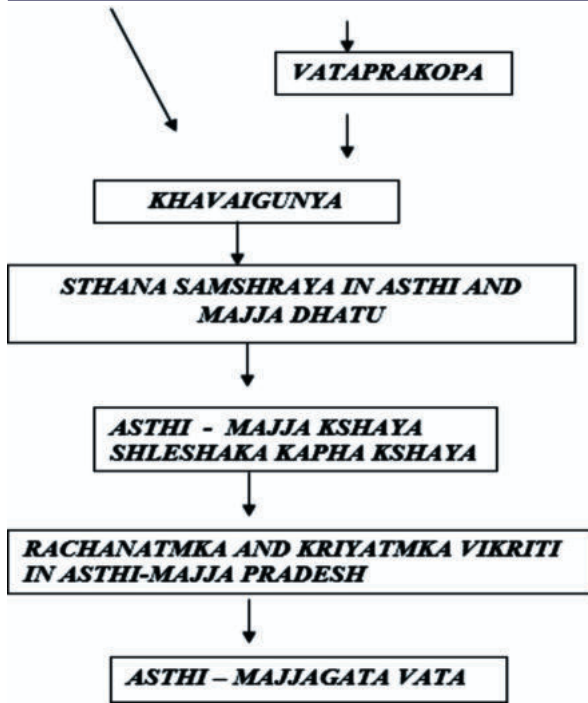 VATAPRAKOPA
KHAVAIGUNYA
STHANA SAMSHRAYA IN ASTHI AND
MAJJA DHATU
ASTHI - MAJJA KSHAYA
SHLESHAKA KAPHA KSHAYA
RACHANATMKA AND KRIYATMKA VIKRITI
IN ASTHI-MAJJA PRADESH
ASTHI – MAJJAGATA VATA